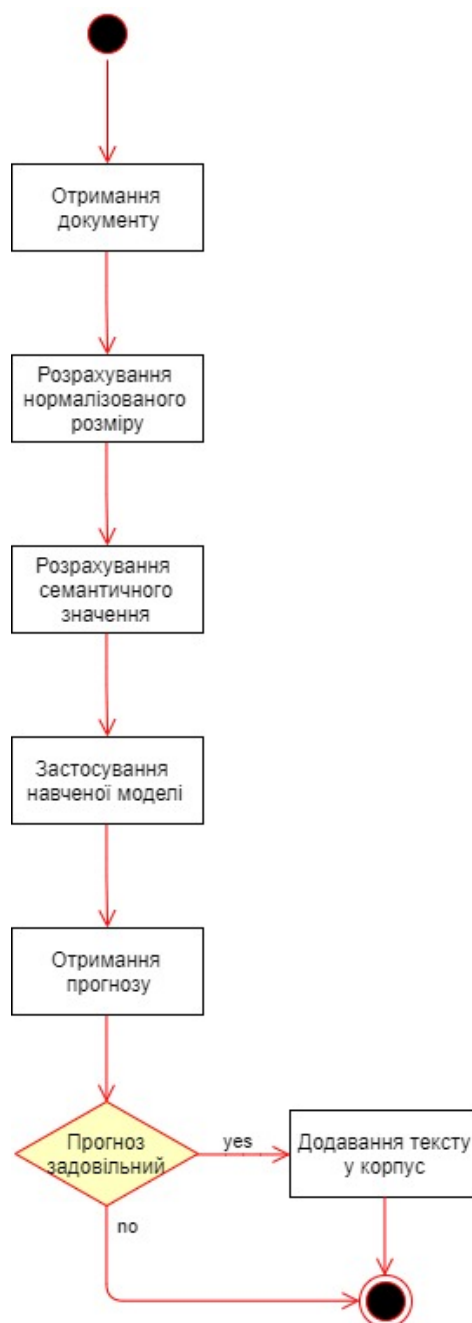 Отримання
документу
Розрахування
нормалізованого
розміру
Розрахування
семантичного
значення
Застосування
навченої моделі
Отримання
прогнозу
Прогноз
задовільний
yes
Додавання тексту
у корпус
no